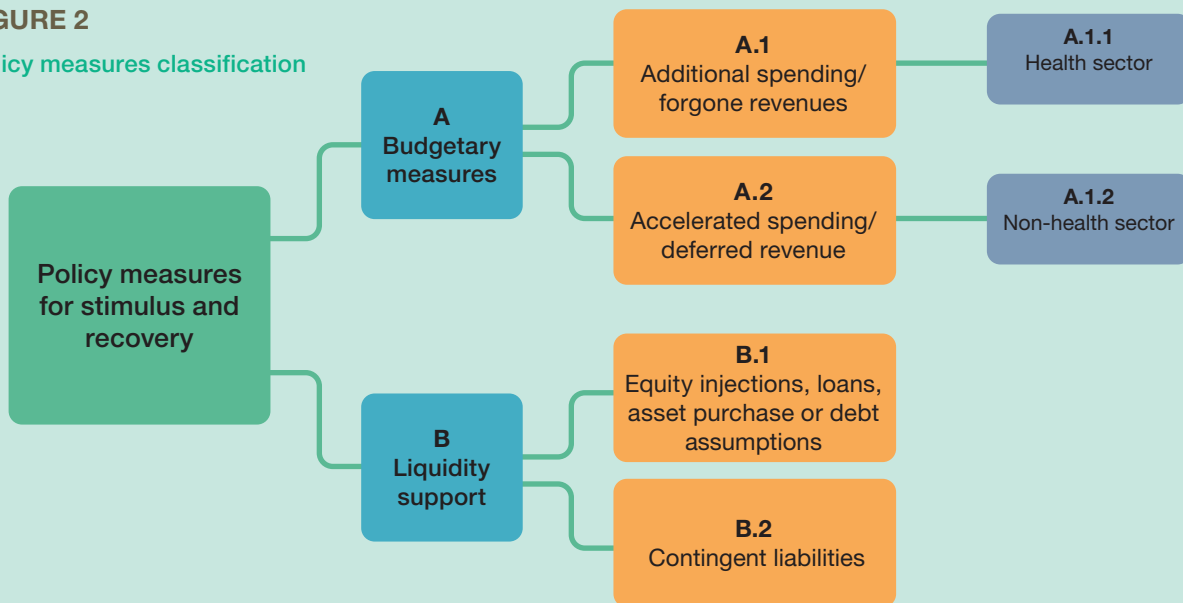 GURE 2
icy measures classification
Policy measures
for stimulus and
recovery
A
Budgetary
measures
B
Liquidity
support
A.1
Additional spending/
forgone revenues
A.2
Accelerated spending/
deferred revenue
B.1
Equity injections, loans,
asset purchase or debt
assumptions
B.2
Contingent liabilities
A.1.1
Health sector
A.1.2
Non-health sector